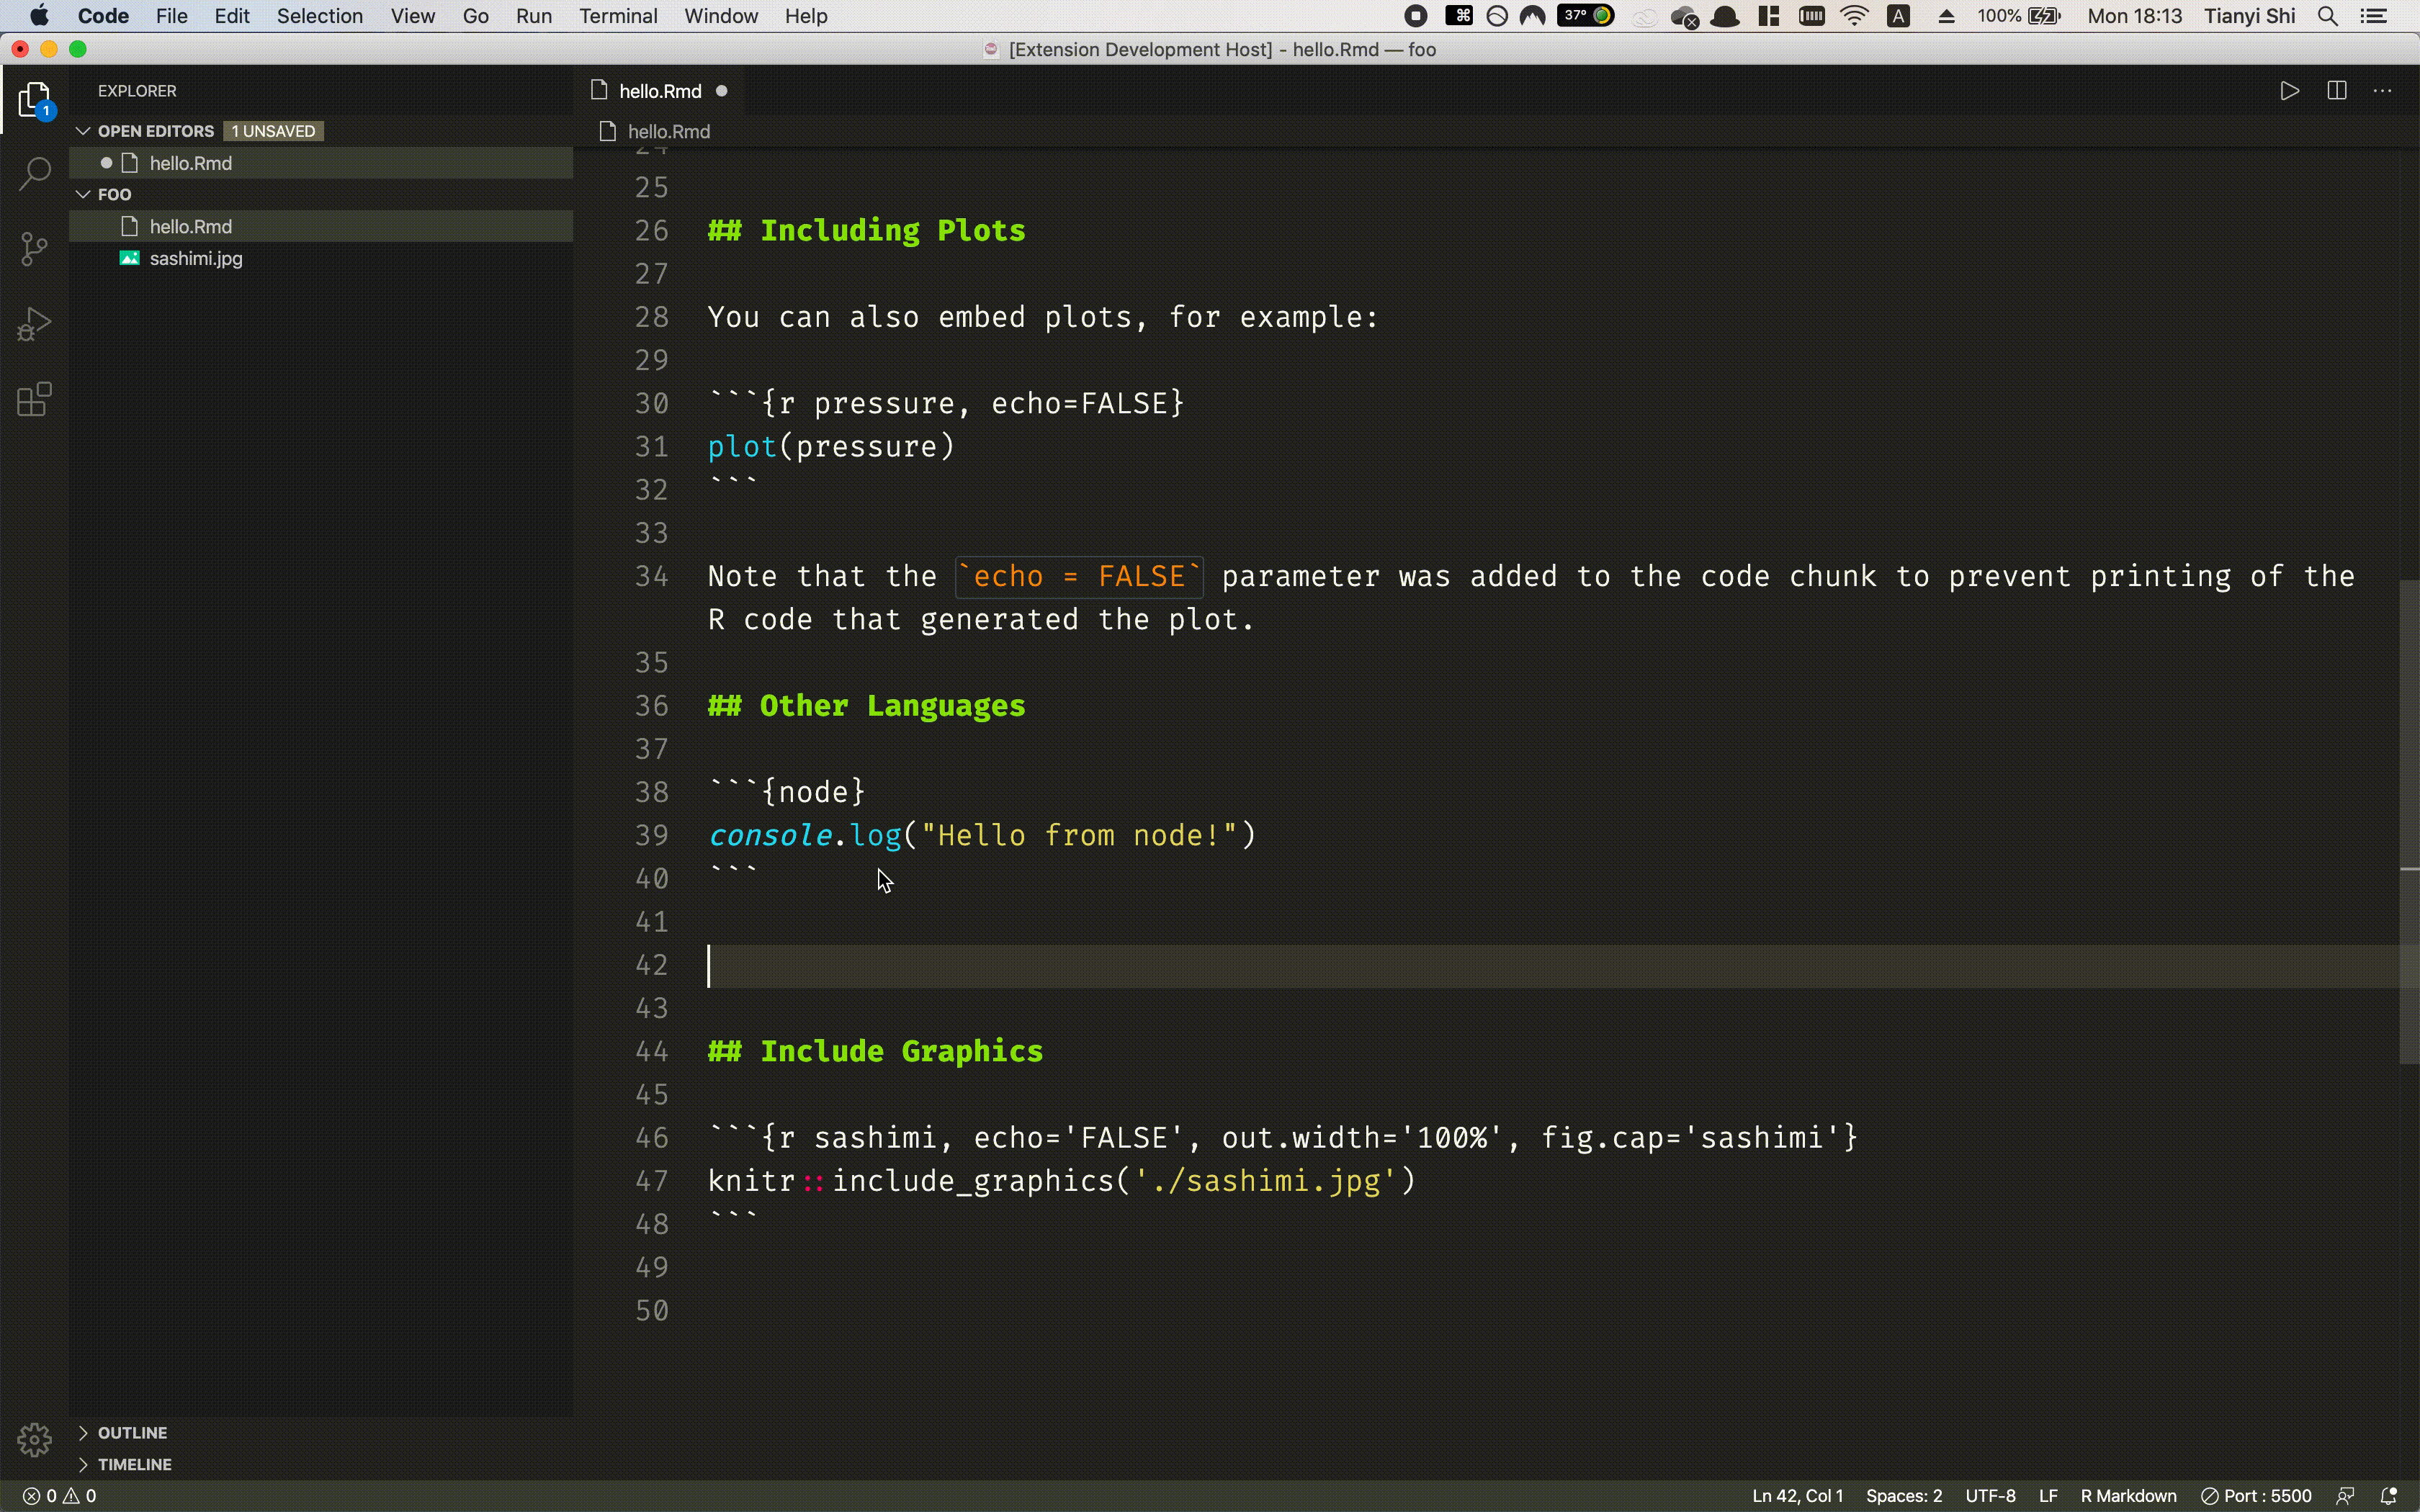 Code File Edit Selection View Go Run Terminal Window Help 37° A 100% Mon 18:13 Tianyi Shi
[Extension Development Host] - hello.Rmd — foo
EXPLORER
OPEN EDITORS 1 UNSAVED
hello.Rmd
FOO
hello.Rmd
sashimi.jpg
OUTLINE
TIMELINE
1
hello.Rmd
hello.Rmd
24
25
26 ## Including Plots
27
28 You can also embed plots, for example:
29
30 ```{r pressure, echo=FALSE}
31 plot(pressure)
32 ```
33
34 Note that the `echo = FALSE` parameter was added to the code chunk to prevent printing of the
R code that generated the plot.
35
36 ## Other Languages
37
38 ```{node}
39 console.log("Hello from node!")
40 ```
41
42
43
44 ## Include Graphics
45
46 ```{r sashimi, echo='FALSE', out.width='100%', fig.cap='sashimi'}
47 knitr::include_graphics('./sashimi.jpg')
48 ```
49
50
0 0 Ln 42, Col 1 Spaces: 2 UTF-8 LF R Markdown Port : 5500